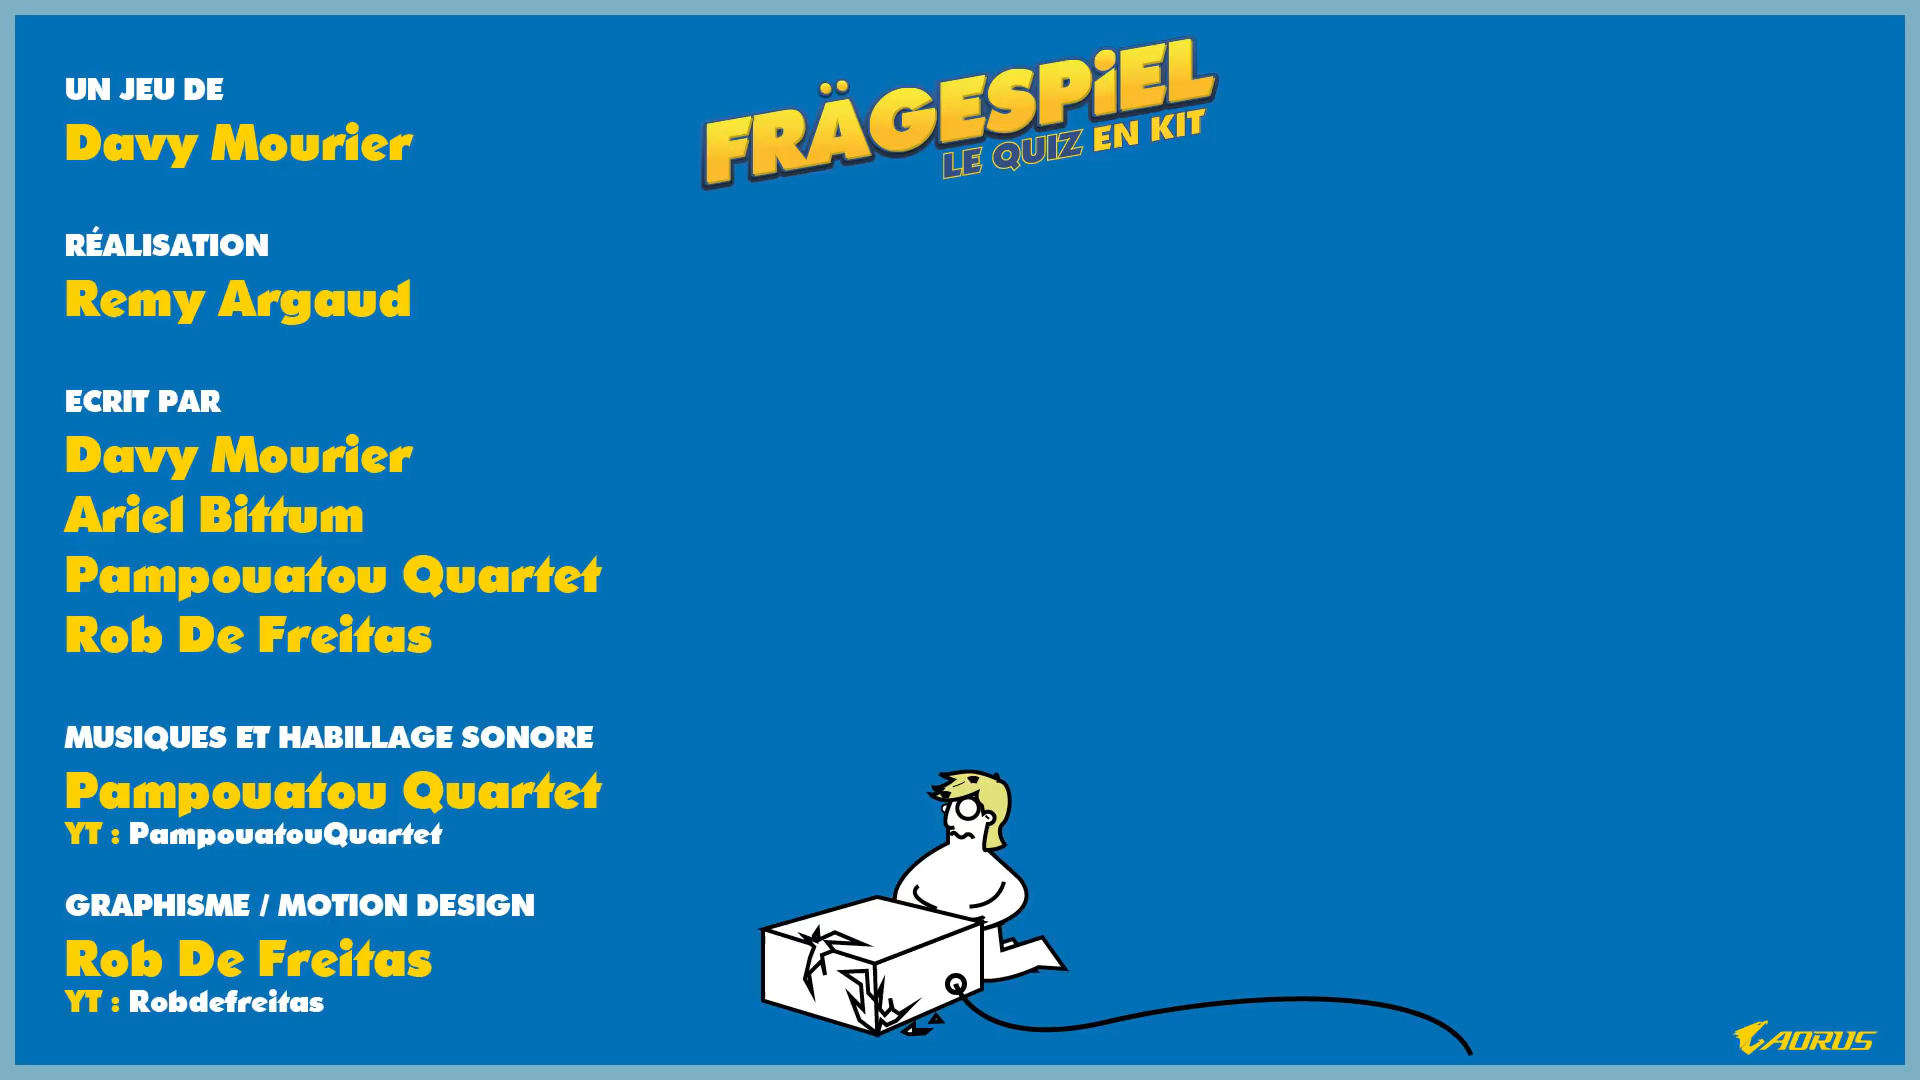 UN JEU DE
Davy Mourier
RÉALISATION
Remy Argaud
ECRIT PAR
Davy Mourier
Ariel Bittum
Pampouatou Quartet
Rob De Freitas
MUSIQUES ET HABILLAGE SONORE
Pampouatou Quartet
YT : PampouatouQuartet
GRAPHISME / MOTION DESIGN
Rob De Freitas
YT : Robdefreitas
FRÄGESPiEL
LE QUIZ EN KIT
AORUS